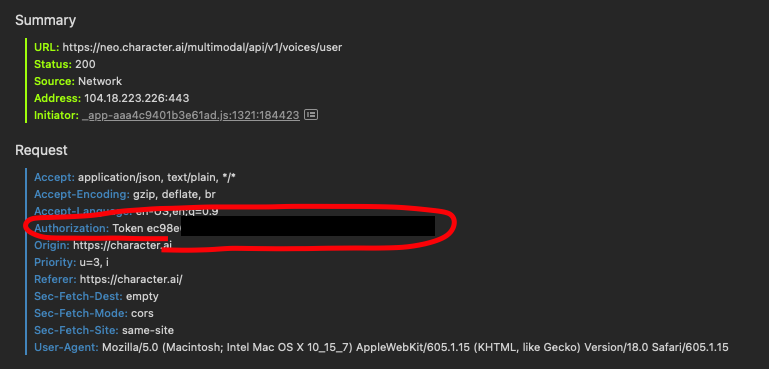 Summary
URL: https://neo.character.ai/multimodal/api/v1/voices/user
Status: 200
Source: Network
Address: 104.18.223.226:443
Initiator: _app-aaa4c9401b3e61ad.js:1321:184423
Request
Accept: application/json, text/plain, */*
Accept-Encoding: gzip, deflate, br
Accept-Language: en-US,en;q=0.9
Authorization: Token ec98e
Origin: https://character.ai
Priority: u=3, i
Referer: https://character.ai/
Sec-Fetch-Dest: empty
Sec-Fetch-Mode: cors
Sec-Fetch-Site: same-site
User-Agent: Mozilla/5.0 (Macintosh; Intel Mac OS X 10_15_7) AppleWebKit/605.1.15 (KHTML, like Gecko) Version/18.0 Safari/605.1.15